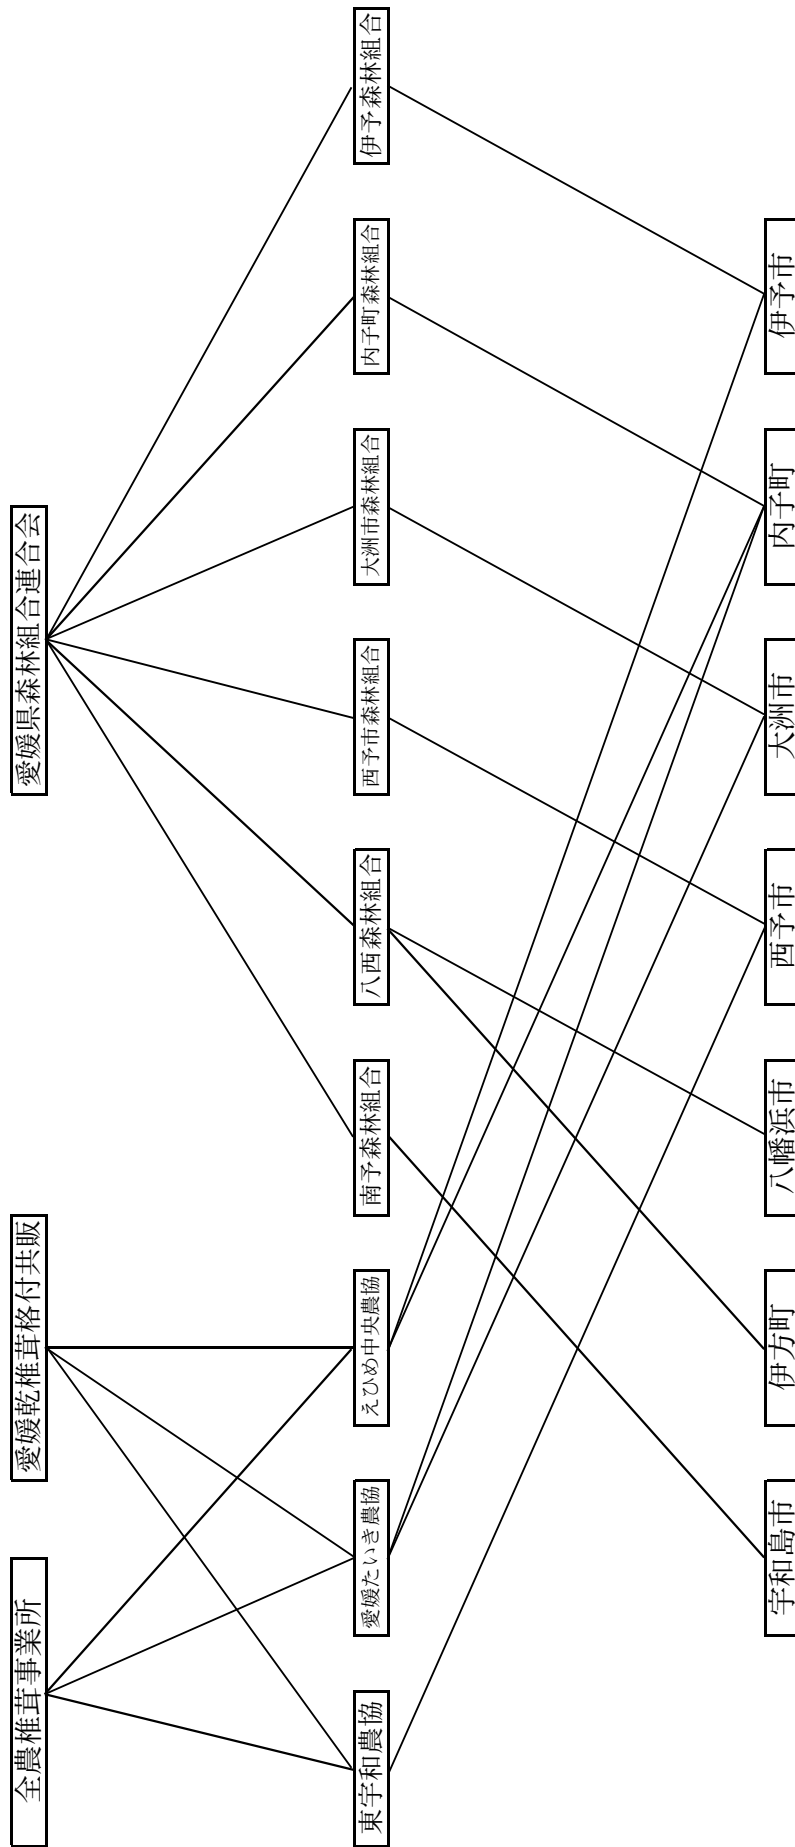 全農椎茸事業所
愛媛乾椎茸格付共販
愛媛県森林組合連合会
東宇和農協
愛媛たいき農協
えひめ中央農協
南予森林組合
八西森林組合
西予市森林組合
大洲市森林組合
内子町森林組合
伊予森林組合
宇和島市
伊方町
八幡浜市
西予市
大洲市
内子町
伊予市